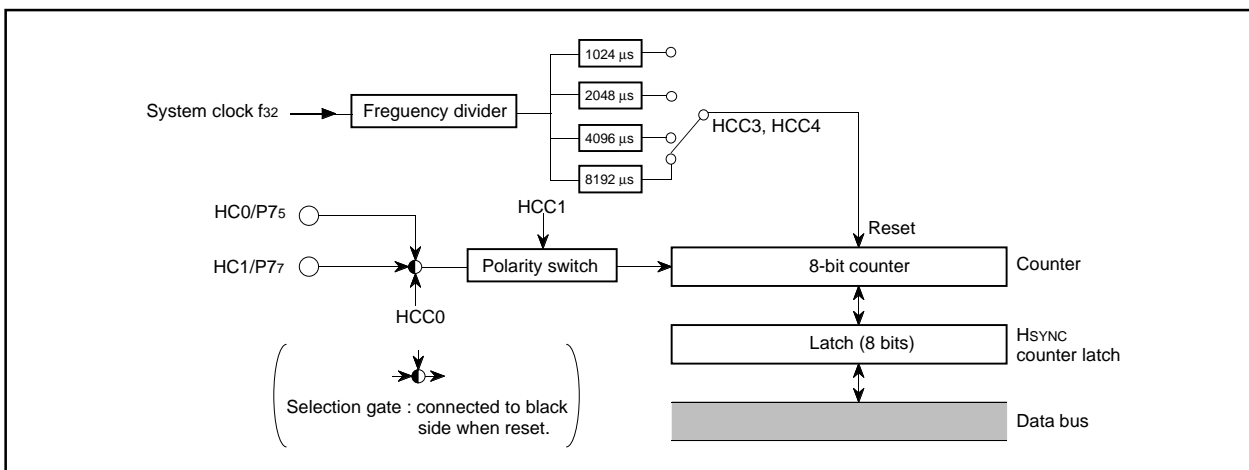 1024 μs
2048 μs
System clock f32
Freguency divider
HCC3, HCC4
4096 μs
8192 μs
HCC1
HC0/P75
Reset
HC1/P77
Polarity switch
8-bit counter
Counter
HCC0
Latch (8 bits)
HSYNC
counter latch
Selection gate : connected to black
side when reset.
Data bus